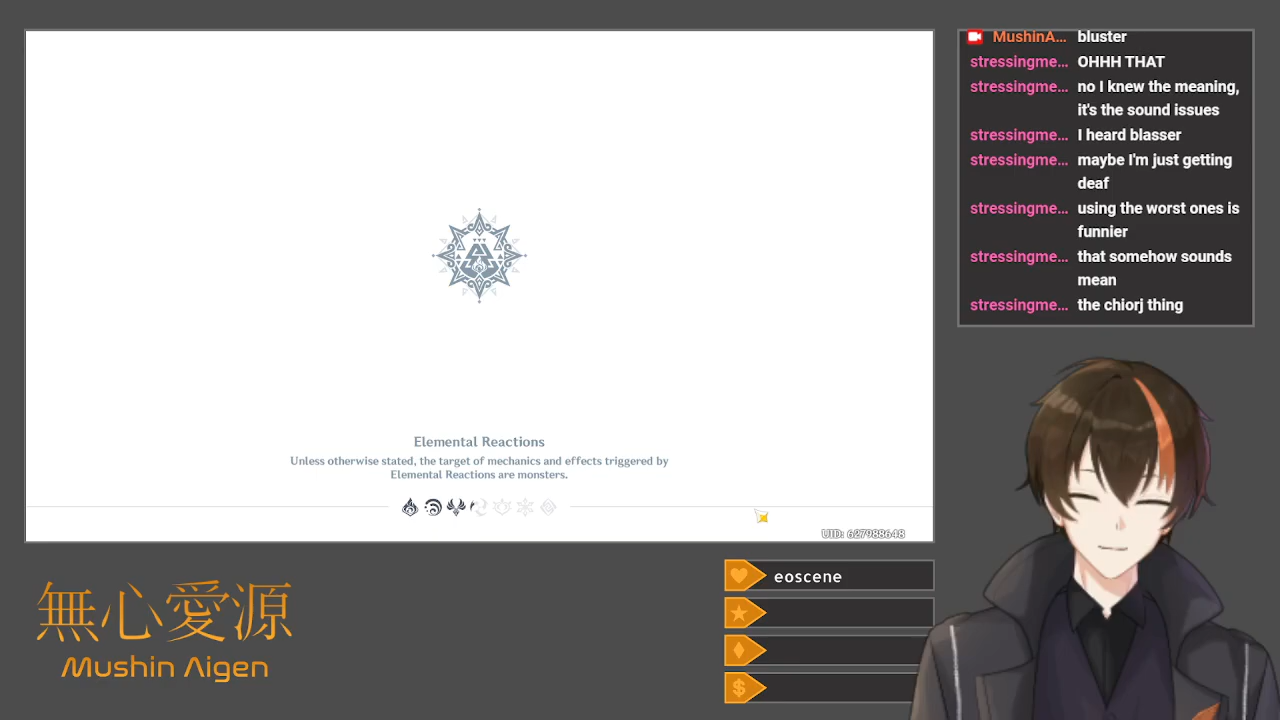 MushinA... bluster
stressingme... OHHH THAT
stressingme... no I knew the meaning,
it's the sound issues
stressingme... I heard blasser
stressingme... maybe I'm just getting
deaf
stressingme... using the worst ones is
funnier
stressingme... that somehow sounds
mean
stressingme... the chiorj thing
Elemental Reactions
Unless otherwise stated, the target of mechanics and effects triggered by
Elemental Reactions are monsters.
UID: 627988648
eoscene
無心愛源
Mushin Aigen
$